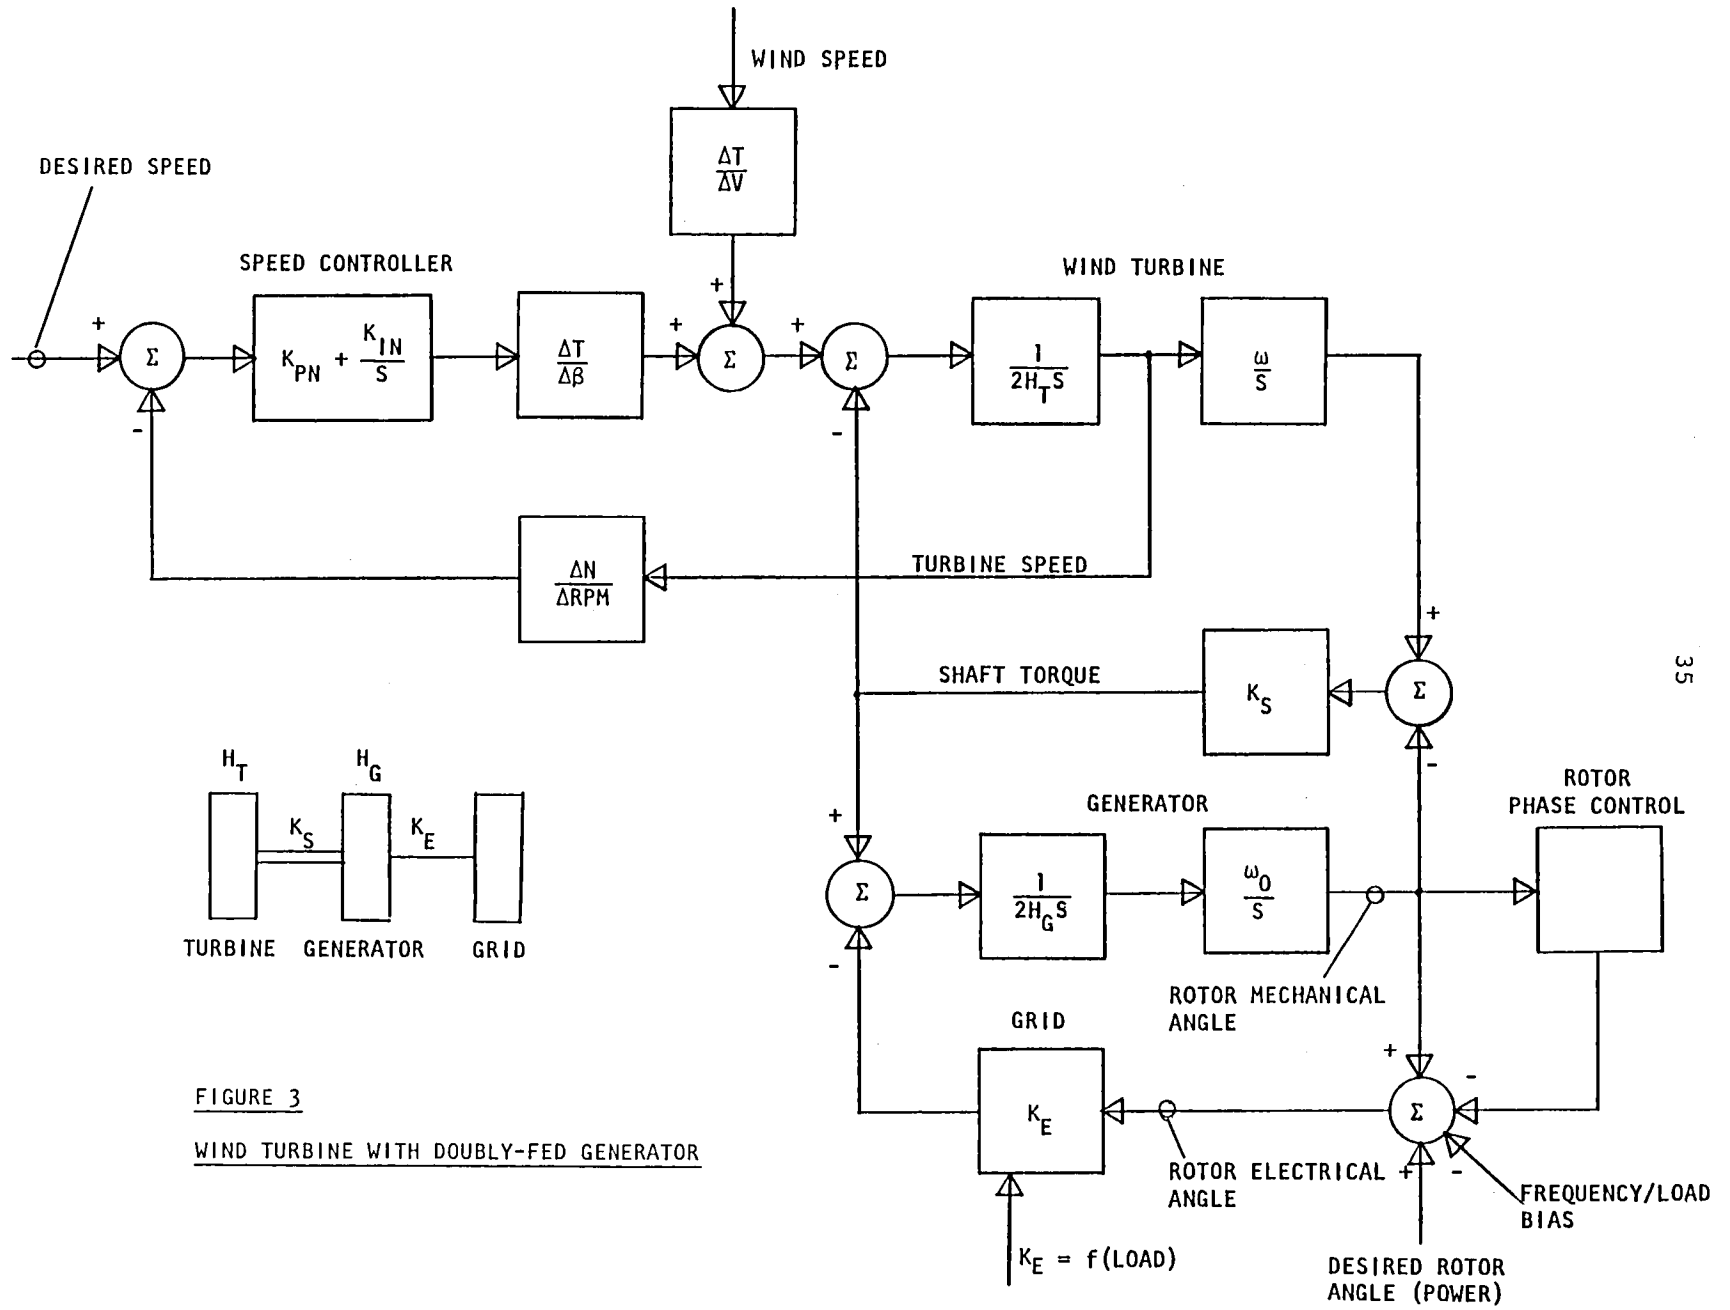 WIND SPEED
ΔT
ΔV
DESIRED SPEED
SPEED CONTROLLER
WIND TURBINE
+
+
+
+
Σ
K_PN + K_IN
S
ΔT
Δβ
Σ
Σ
1
2H_T S
ω
S
-
-
ΔN
ΔRPM
TURBINE SPEED
+
SHAFT TORQUE
K_S
Σ
35
-
H_T
H_G
K_S
K_E
TURBINE
GENERATOR
GRID
GENERATOR
ROTOR
PHASE CONTROL
+
Σ
1
2H_G S
ω_0
S
-
ROTOR MECHANICAL
ANGLE
GRID
K_E
+
-
Σ
+
-
ROTOR ELECTRICAL
ANGLE
FREQUENCY/LOAD
BIAS
K_E = f(LOAD)
DESIRED ROTOR
ANGLE (POWER)
FIGURE 3
WIND TURBINE WITH DOUBLY-FED GENERATOR